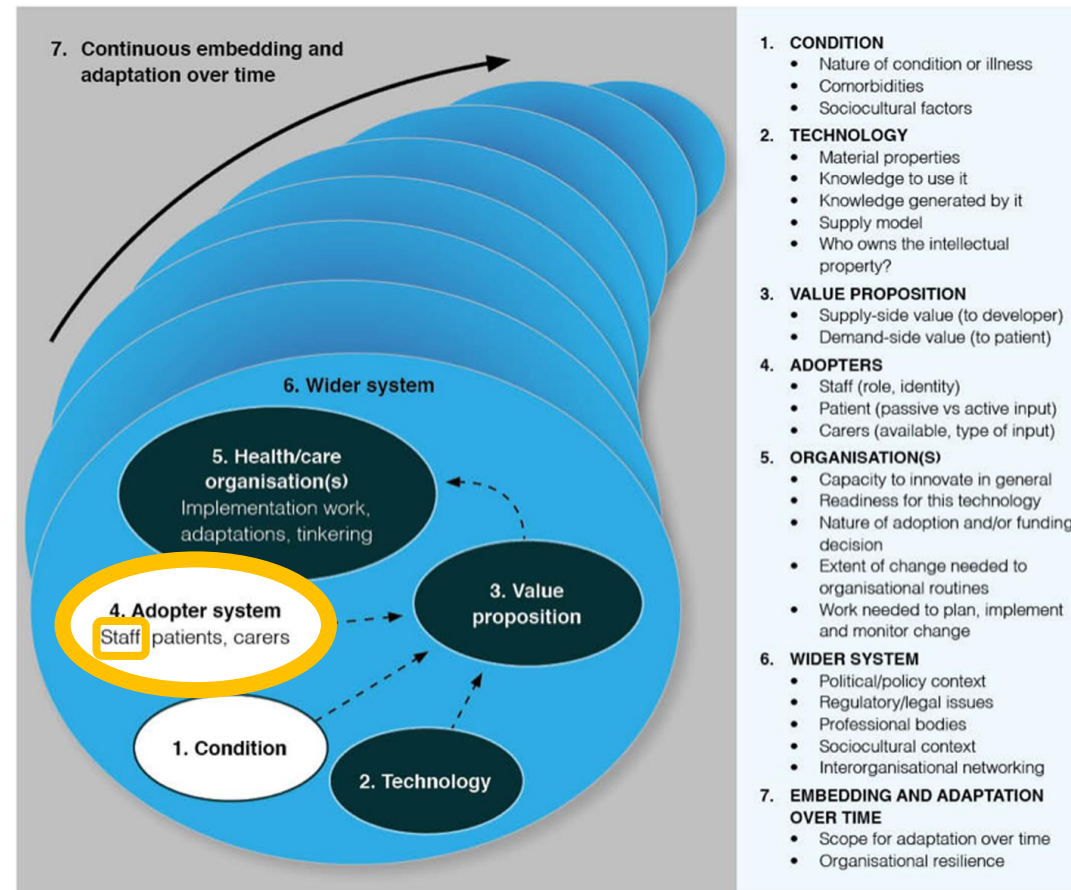 7. Continuous embedding and
adaptation over time
6. Wider system
5. Health/care
organisation(s)
Implementation work,
adaptations, tinkering
4. Adopter system
Staff patients, carers
3. Value
proposition
1. Condition
2. Technology
1. CONDITION
• Nature of condition or illness
• Comorbidities
• Sociocultural factors
2. TECHNOLOGY
• Material properties
• Knowledge to use it
• Knowledge generated by it
• Supply model
• Who owns the intellectual
property?
3. VALUE PROPOSITION
• Supply-side value (to developer)
• Demand-side value (to patient)
4. ADOPTERS
• Staff (role, identity)
• Patient (passive vs active input)
• Carers (available, type of input)
5. ORGANISATION(S)
• Capacity to innovate in general
• Readiness for this technology
• Nature of adoption and/or funding
decision
• Extent of change needed to
organisational routines
• Work needed to plan, implement
and monitor change
6. WIDER SYSTEM
• Political/policy context
• Regulatory/legal issues
• Professional bodies
• Sociocultural context
• Interorganisational networking
7. EMBEDDING AND ADAPTATION
OVER TIME
• Scope for adaptation over time
• Organisational resilience